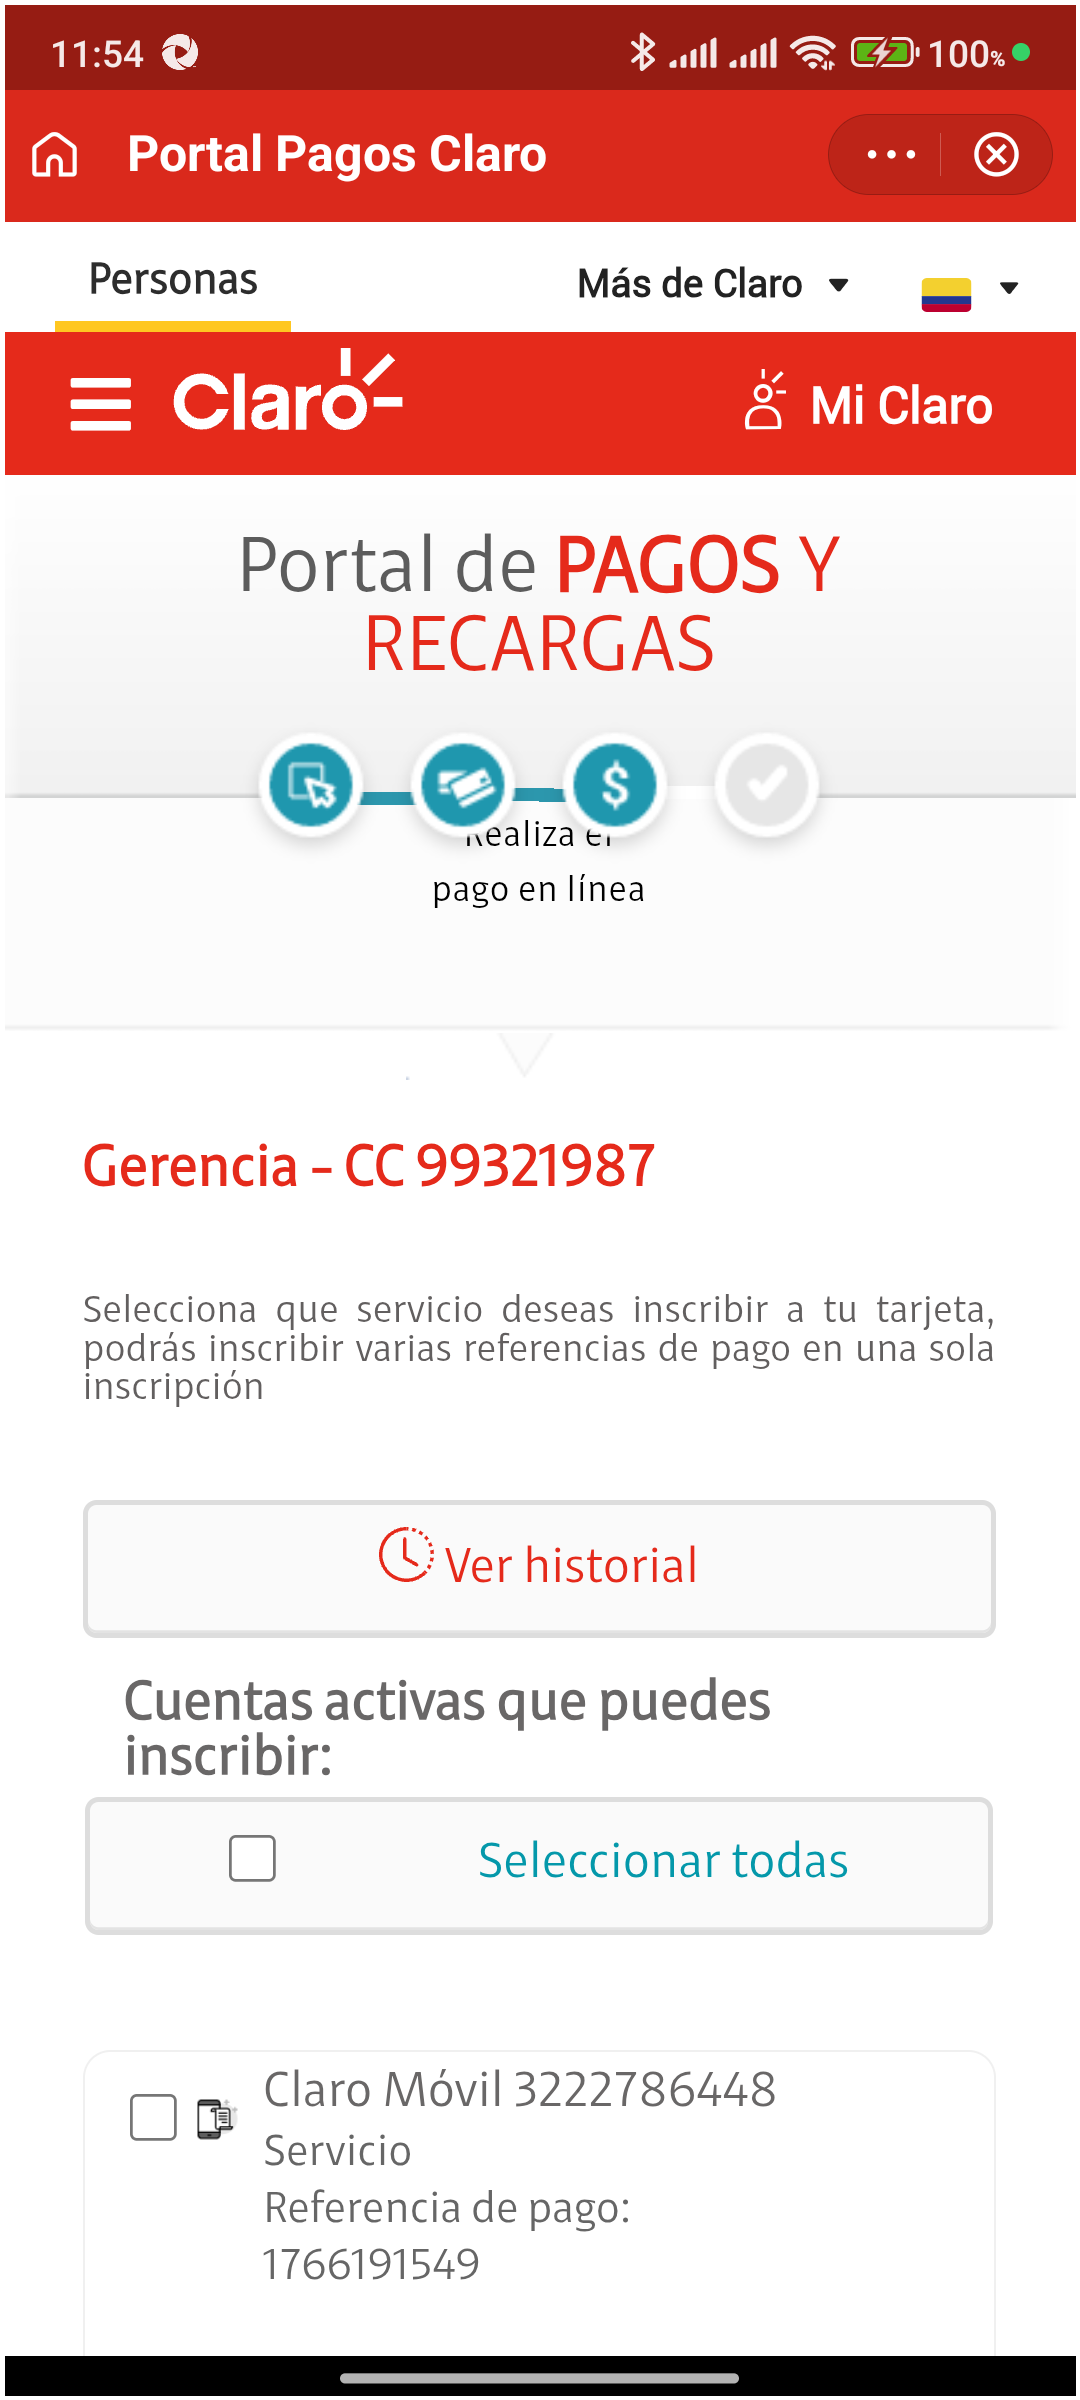 11:54
100%
Portal Pagos Claro
Personas
Más de Claro
Claro
Mi Claro
Portal de PAGOS Y
RECARGAS
Realiza el
pago en línea
Gerencia - CC 99321987
Selecciona que servicio deseas inscribir a tu tarjeta,
podrás inscribir varias referencias de pago en una sola
inscripción
Ver historial
Cuentas activas que puedes
inscribir:
Seleccionar todas
Claro Móvil 3222786448
Servicio
Referencia de pago:
1766191549